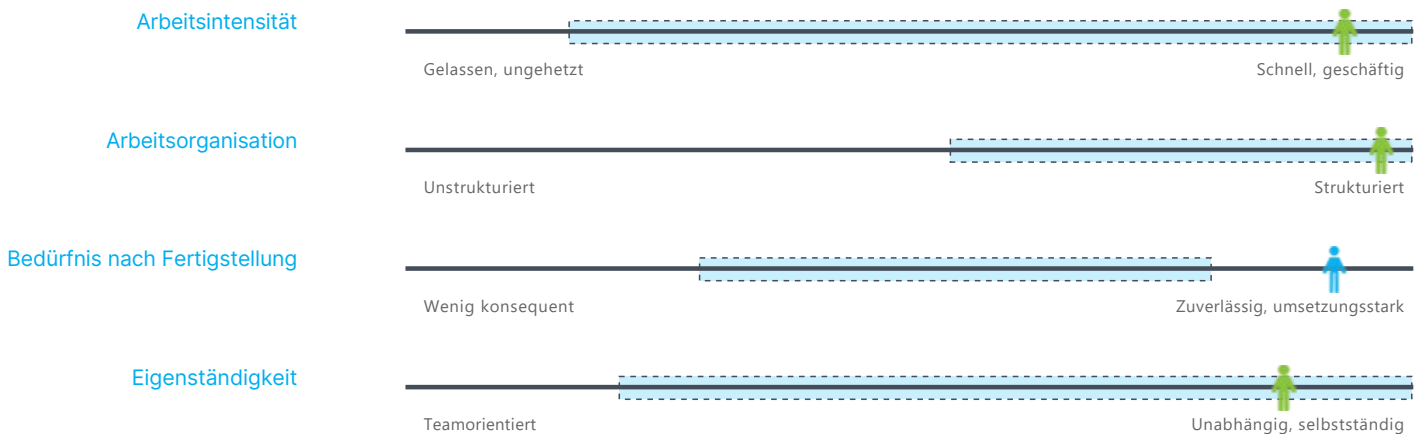 Arbeitsintensität
Gelassen, ungehetzt
Schnell, geschäftig
Arbeitsorganisation
Unstrukturiert
Strukturiert
Bedürfnis nach Fertigstellung
Wenig konsequent
Zuverlässig, umsetzungsstark
Eigenständigkeit
Teamorientiert
Unabhängig, selbstständig